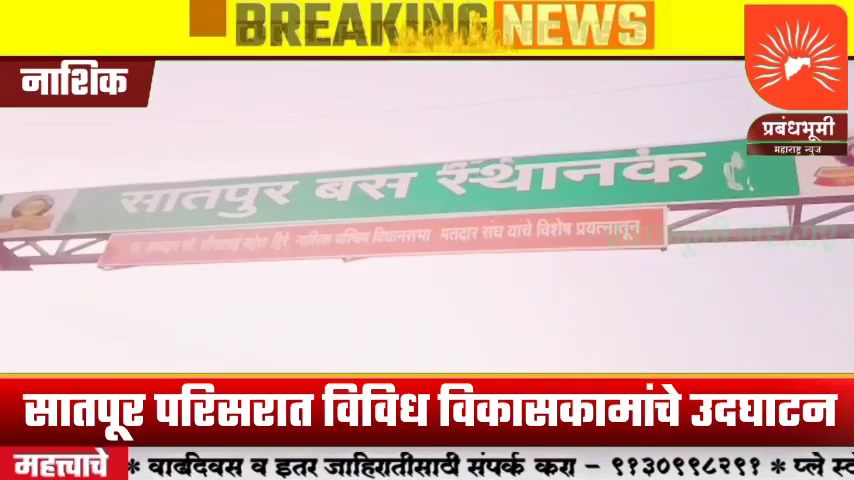 BREAKING NEWS
नाशिक
प्रबंधभूमी
महाराष्ट्र न्युज
सातपुर बस स्थानक
नाशिक पश्चिम विधानसभा मतदार संघ यांचे विशेष प्रयत्नातून
सातपूर परिसरात विविध विकासकामांचे उदघाटन
महत्त्वाचे * वाढदिवस व इतर जाहिरातीसाठी संपर्क करा – ९१३०९९८२९१ * प्ले